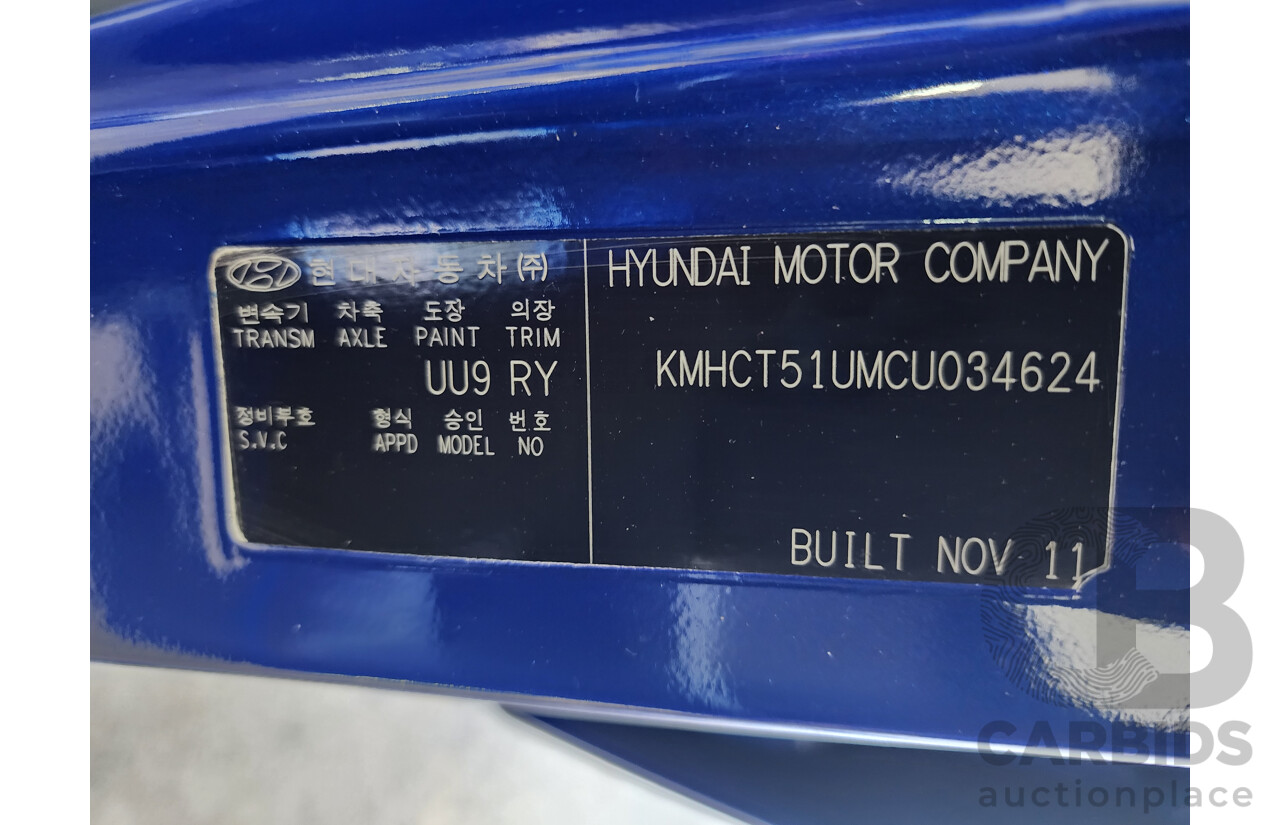 현대자동차(주)
변속기 차축 도장 의장
TRANSM AXLE PAINT TRIM
UU9 RY
정비부호 형식 승인 번호
S.V.C APPD MODEL NO
HYUNDAI MOTOR COMPANY
KMHCT51UMCU034624
BUILT NOV 11
CB
CARBIDS
auctionplace